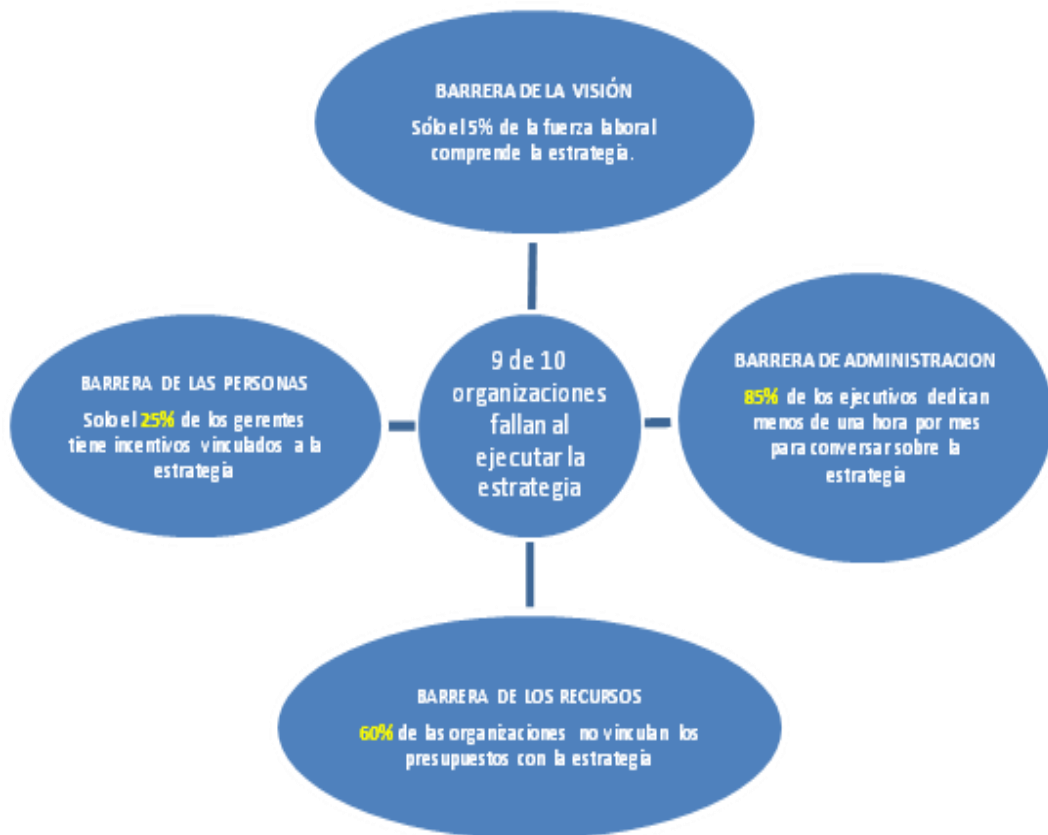 BARRERA DE LA VISIÓN
Sólo el 5% de la fuerza laboral
comprende la estrategia.
BARRERA DE LAS PERSONAS
Solo el 25% de los gerentes
tiene incentivos vinculados a la
estrategia
9 de 10
organizaciones
fallan al
ejecutar la
estrategia
BARRERA DE ADMINISTRACION
85% de los ejecutivos dedican
menos de una hora por mes
para conversar sobre la
estrategia
BARRERA DE LOS RECURSOS
60% de las organizaciones no vinculan los
presupuestos con la estrategia